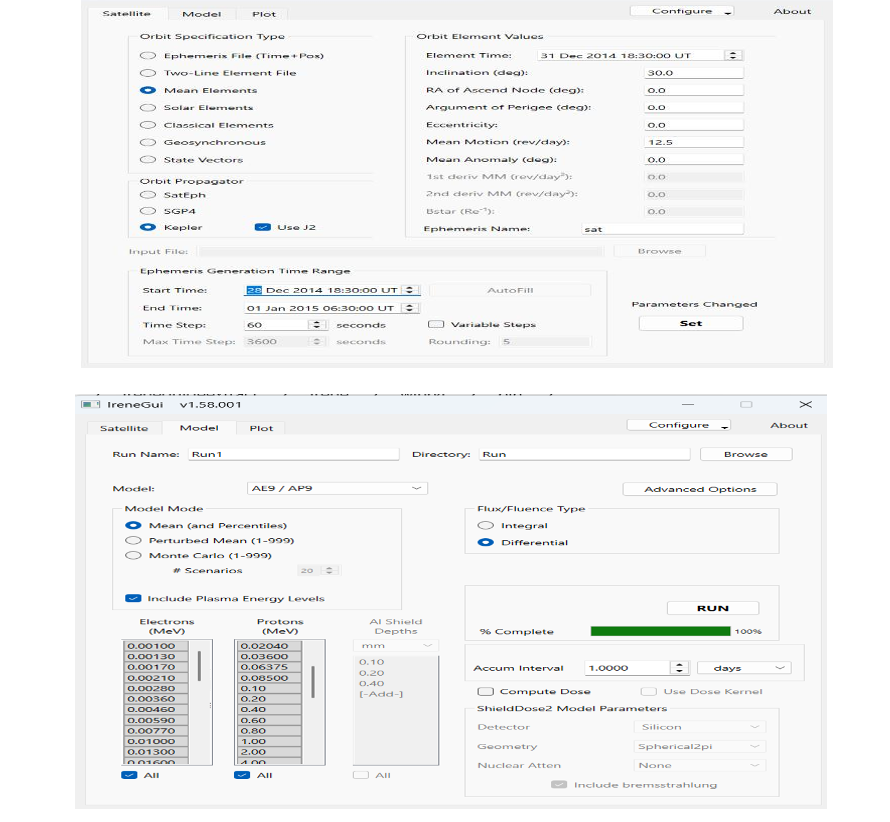 Satellite Model Plot Configure About
Orbit Specification Type
Ephemeris File (Time+Pos)
Two-Line Element File
Mean Elements
Solar Elements
Classical Elements
Geosynchronous
State Vectors
Orbit Propagator
SatEph
SGP4
Kepler Use J2
Orbit Element Values
Element Time: 31 Dec 2014 18:30:00 UT
Inclination (deg): 30.0
RA of Ascend Node (deg): 0.0
Argument of Perigee (deg): 0.0
Eccentricity: 0.0
Mean Motion (rev/day): 12.5
Mean Anomaly (deg): 0.0
1st deriv MM (rev/day²): 0.0
2nd deriv MM (rev/day²): 0.0
Bstar (Re⁻¹): 0.0
Ephemeris Name: sat
Input File: Browse
Ephemeris Generation Time Range
Start Time: 28 Dec 2014 18:30:00 UT AutoFill
End Time: 01 Jan 2015 06:30:00 UT
Time Step: 60 seconds Variable Steps
Max Time Step: 3600 seconds Rounding: 5
Parameters Changed
Set
IreneGui v1.58.001
Satellite Model Plot Configure About
Run Name: Run1 Directory: Run Browse
Model: AE9 / AP9 Advanced Options
Model Mode
Mean (and Percentiles)
Perturbed Mean (1-999)
Monte Carlo (1-999)
# Scenarios 20
Include Plasma Energy Levels
Flux/Fluence Type
Integral
Differential
Electrons
(MeV)
0.00100
0.00130
0.00170
0.00210
0.00280
0.00360
0.00460
0.00590
0.00770
0.01000
0.01300
0.01600
All
Protons
(MeV)
0.02040
0.03600
0.06375
0.08500
0.10
0.20
0.40
0.60
0.80
1.00
2.00
4.00
All
Al Shield
Depths
mm
0.10
0.20
0.40
[-Add-]
All
RUN
% Complete 100%
Accum Interval 1.0000 days
Compute Dose Use Dose Kernel
ShieldDose2 Model Parameters
Detector Silicon
Geometry Spherical2pi
Nuclear Atten None
Include bremsstrahlung